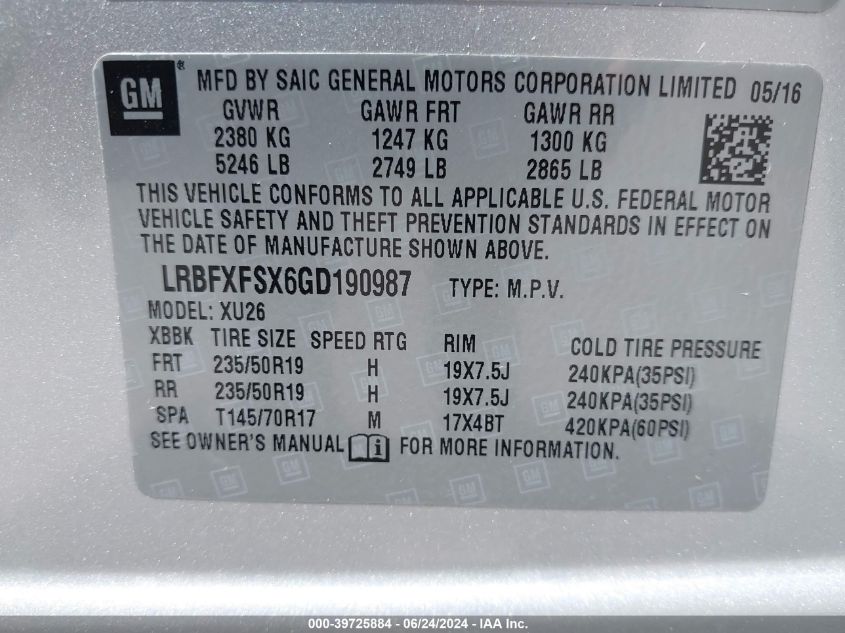 GM ® MFD BY SAIC GENERAL MOTORS CORPORATION LIMITED 05/16
GVWR GAWR FRT GAWR RR
2380 KG 1247 KG 1300 KG
5246 LB 2749 LB 2865 LB
THIS VEHICLE CONFORMS TO ALL APPLICABLE U.S. FEDERAL MOTOR
VEHICLE SAFETY AND THEFT PREVENTION STANDARDS IN EFFECT ON
THE DATE OF MANUFACTURE SHOWN ABOVE.
LRBFXFSX6GD190987 TYPE: M.P.V.
MODEL: XU26
XBBK TIRE SIZE SPEED RTG RIM COLD TIRE PRESSURE
FRT 235/50R19 H 19X7.5J 240KPA(35PSI)
RR 235/50R19 H 19X7.5J 240KPA(35PSI)
SPA T145/70R17 M 17X4BT 420KPA(60PSI)
SEE OWNER'S MANUAL i FOR MORE INFORMATION.
000-39725884 - 06/24/2024 - IAA Inc.